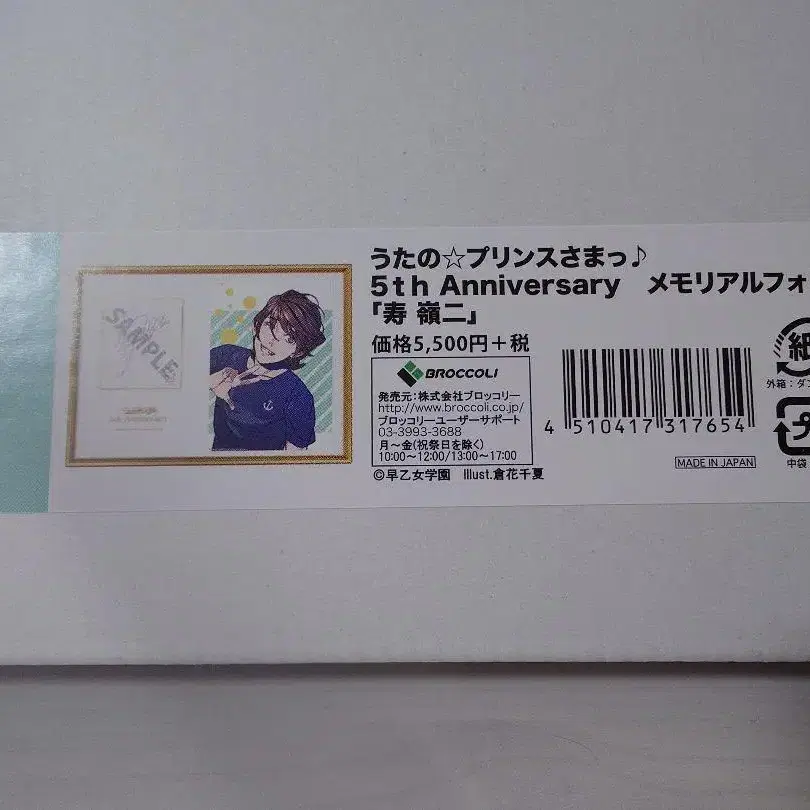 うたの☆プリンスさまっ♪
5th Anniversary　メモリアルフォ
「寿 嶺二」
価格5,500円＋税
BROCCOLI
発売元：株式会社ブロッコリー
http://www.broccoli.co.jp/
ブロッコリーユーザーサポート
03-3993-3688
月〜金(祝祭日を除く)
10:00〜12:00/13:00〜17:00
©早乙女学園　Illust.倉花千夏
SAMPLE
4 510417 317654
MADE IN JAPAN
紙
外箱：ダ
プ
中袋